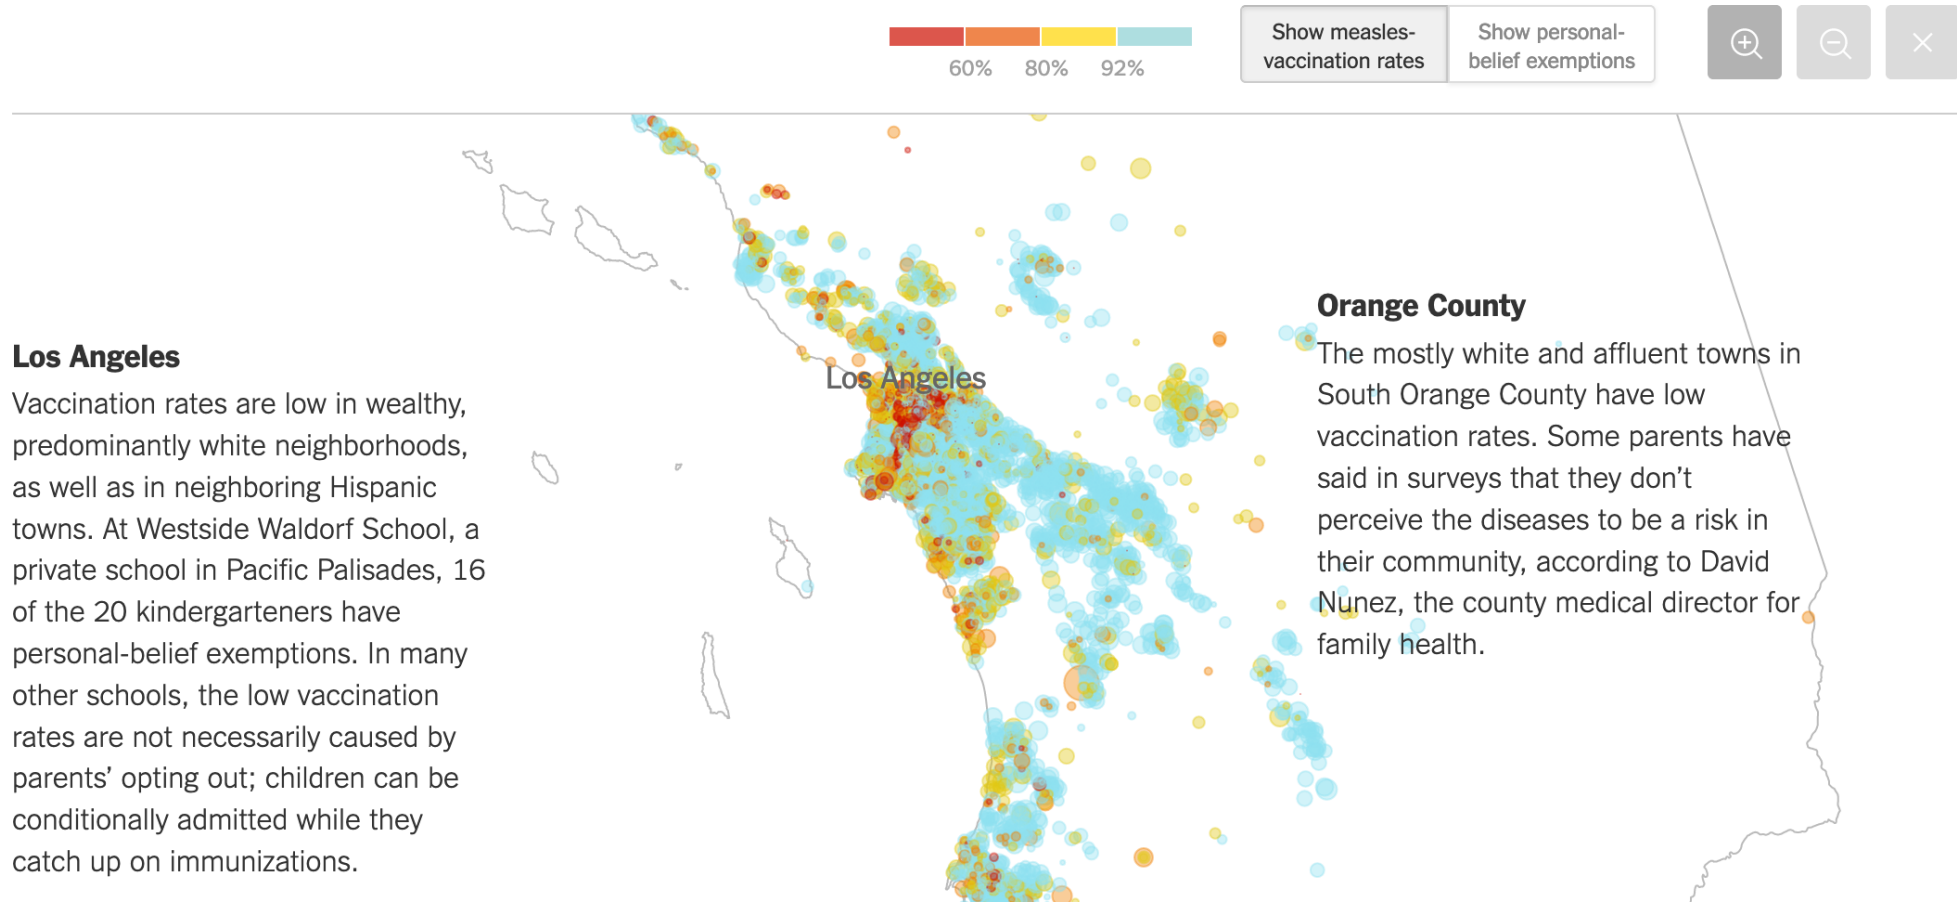 60% 80% 92%
Show measles-
vaccination rates
Show personal-
belief exemptions
Los Angeles
Los Angeles
Vaccination rates are low in wealthy,
predominantly white neighborhoods,
as well as in neighboring Hispanic
towns. At Westside Waldorf School, a
private school in Pacific Palisades, 16
of the 20 kindergarteners have
personal-belief exemptions. In many
other schools, the low vaccination
rates are not necessarily caused by
parents’ opting out; children can be
conditionally admitted while they
catch up on immunizations.
Orange County
The mostly white and affluent towns in
South Orange County have low
vaccination rates. Some parents have
said in surveys that they don’t
perceive the diseases to be a risk in
their community, according to David
Nunez, the county medical director for
family health.